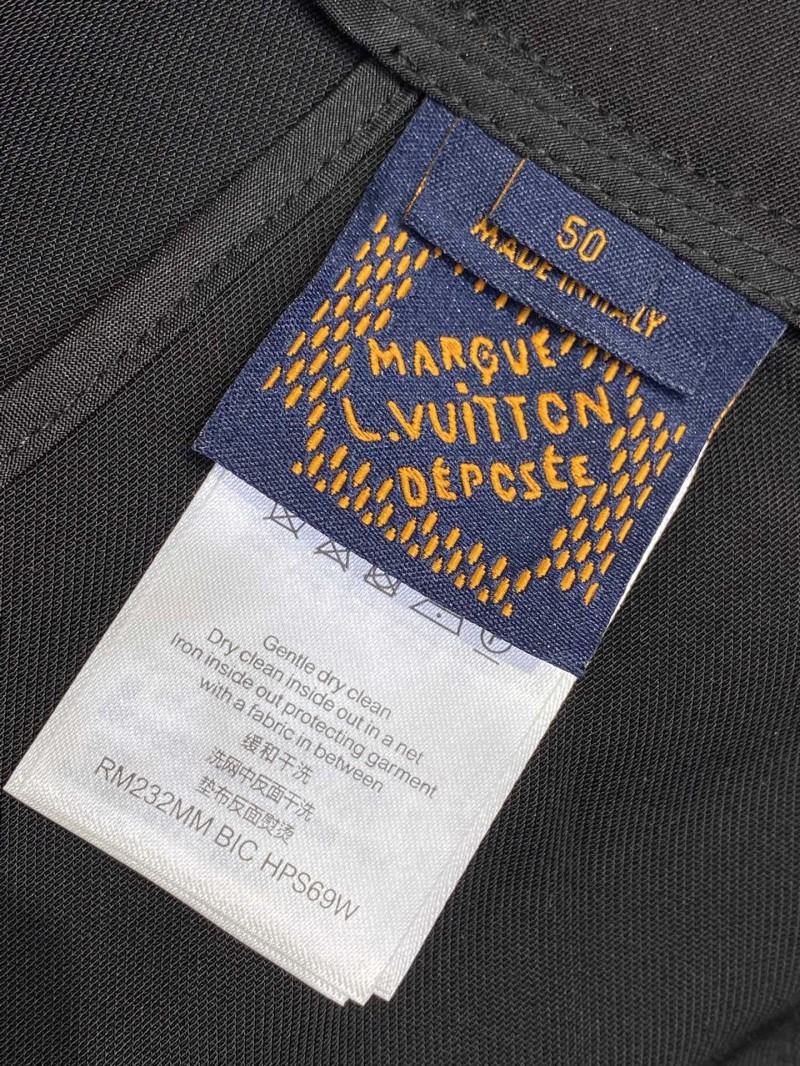 50
MADE IN ITALY
MARQUE
L.VUITTON
DÉPOSÉE
Gentle dry clean
Dry clean inside out in a net
Iron inside out protecting garment
with a fabric in between
缓和干洗
洗网中反面干洗
垫布反面熨烫
RM232MM BIC HPS69W